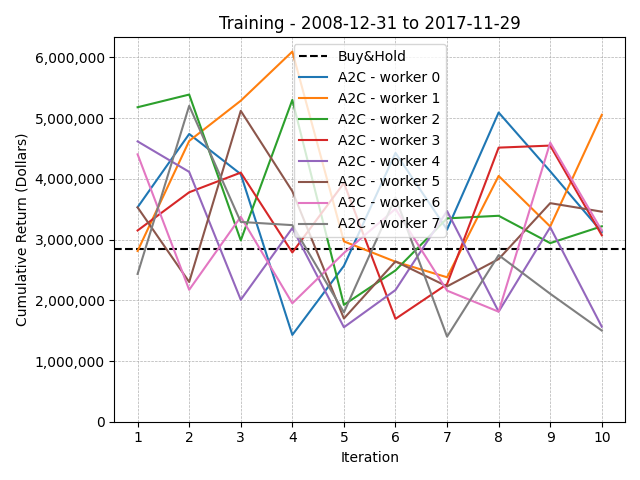 Training - 2008-12-31 to 2017-11-29
Cumulative Return (Dollars)
6,000,000
5,000,000
4,000,000
3,000,000
2,000,000
1,000,000
0
Buy&Hold
A2C - worker 0
A2C - worker 1
A2C - worker 2
A2C - worker 3
A2C - worker 4
A2C - worker 5
A2C - worker 6
A2C - worker 7
1 2 3 4 5 6 7 8 9 10
Iteration